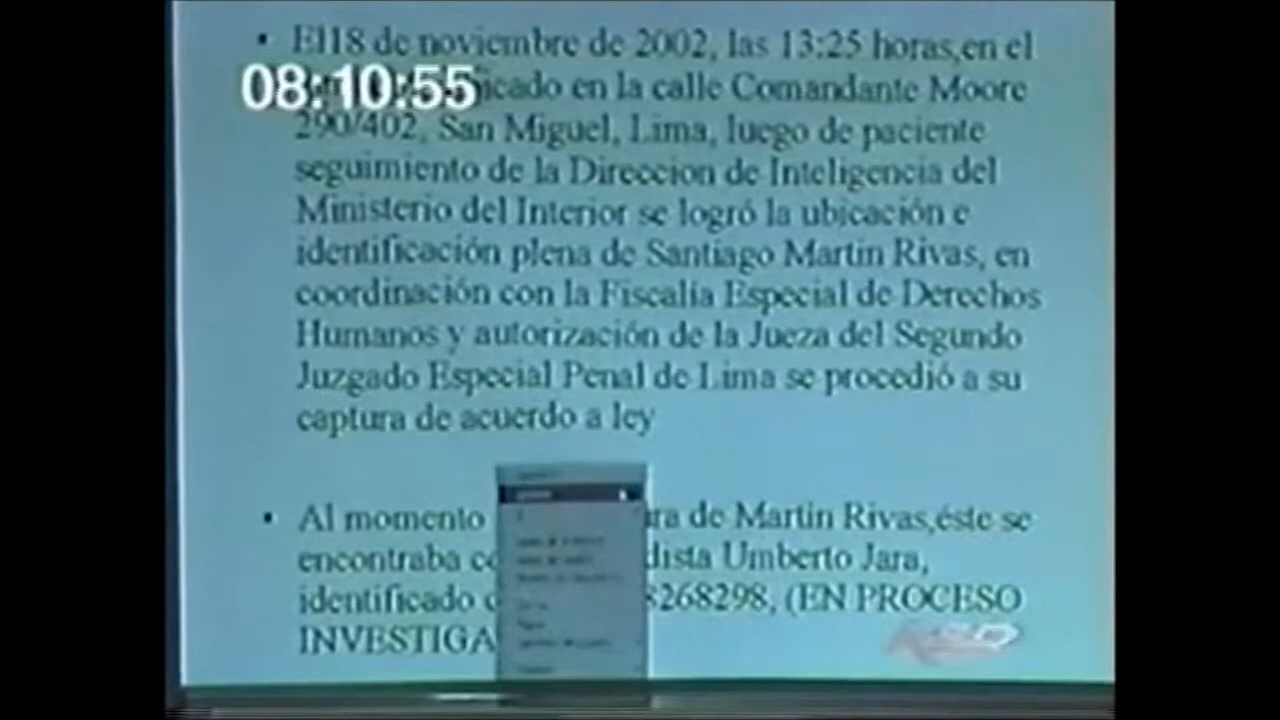 • El 18 de noviembre de 2002, las 13:25 horas,en el
08:10:55
icado en la calle Comandante Moore
290/402, San Miguel, Lima, luego de paciente
seguimiento de la Direccion de Inteligencia del
Ministerio del Interior se logró la ubicación e
identificación plena de Santiago Martin Rivas, en
coordinación con la Fiscalía Especial de Derechos
Humanos y autorización de la Jueza del Segundo
Juzgado Especial Penal de Lima se procedió a su
captura de acuerdo a ley
• Al momento ra de Martin Rivas,éste se
encontraba co dista Umberto Jara,
identificado c 8268298, (EN PROCESO
INVESTIGA